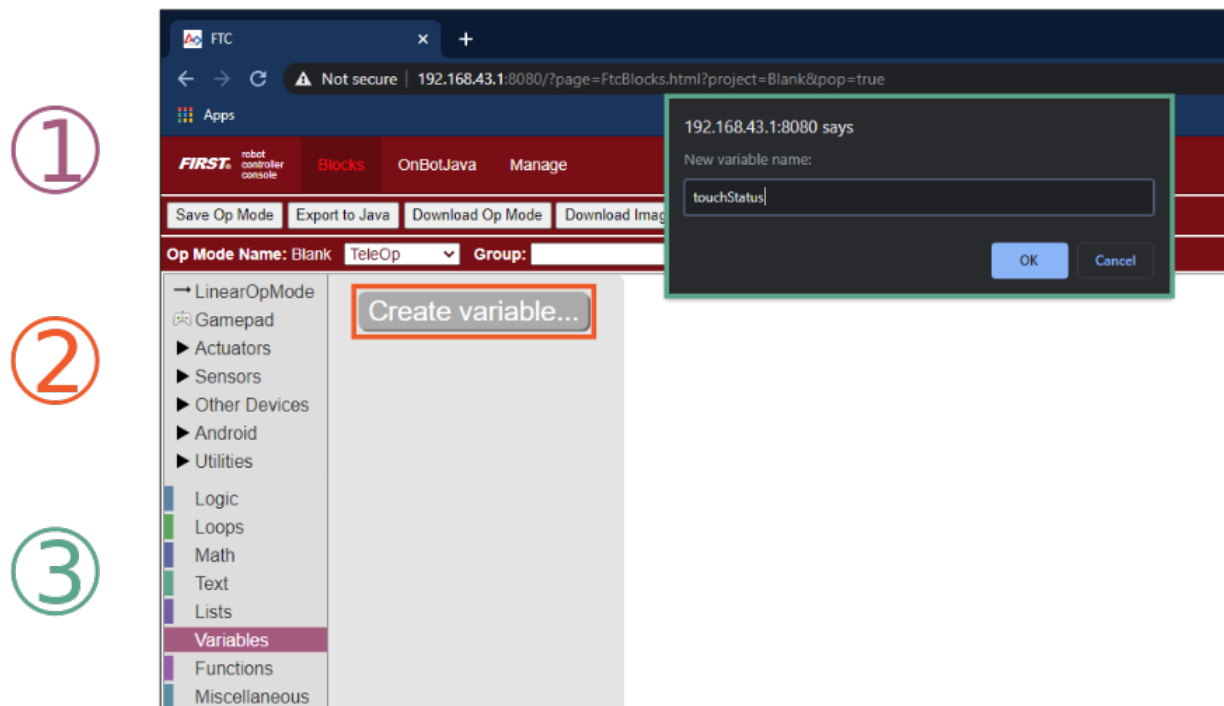 FTC
Not secure 192.168.43.1:8080/?page=FtcBlocks.html?project=Blank&pop=true
Apps
1
FIRST® robot controller console
Blocks OnBotJava Manage
Save Op Mode Export to Java Download Op Mode Download Imag
Op Mode Name: Blank TeleOp Group:
192.168.43.1:8080 says
New variable name:
touchStatus
OK Cancel
2
LinearOpMode
Gamepad
Actuators
Sensors
Other Devices
Android
Utilities
Create variable...
3
Logic
Loops
Math
Text
Lists
Variables
Functions
Miscellaneous